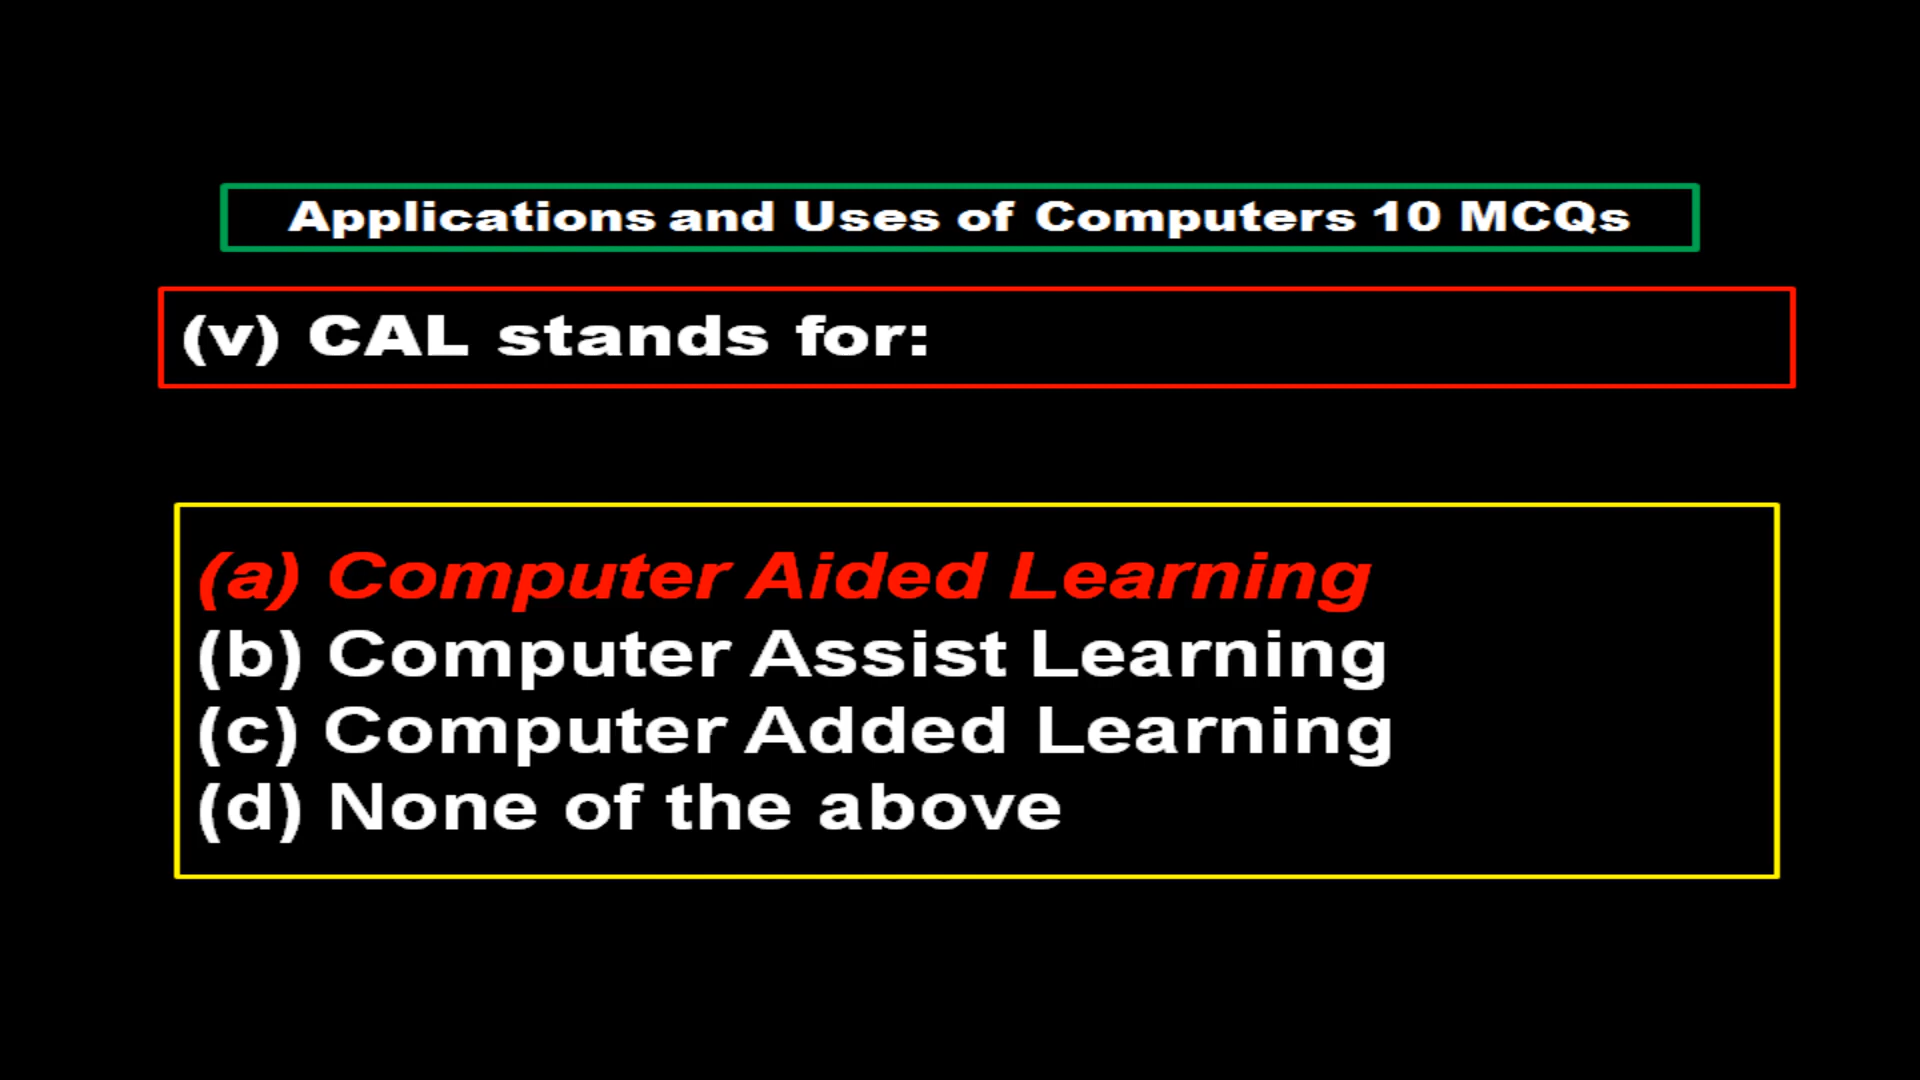 Applications and Uses of Computers 10 MCQs
(v) CAL stands for:
(a) Computer Aided Learning
(b) Computer Assist Learning
(c) Computer Added Learning
(d) None of the above